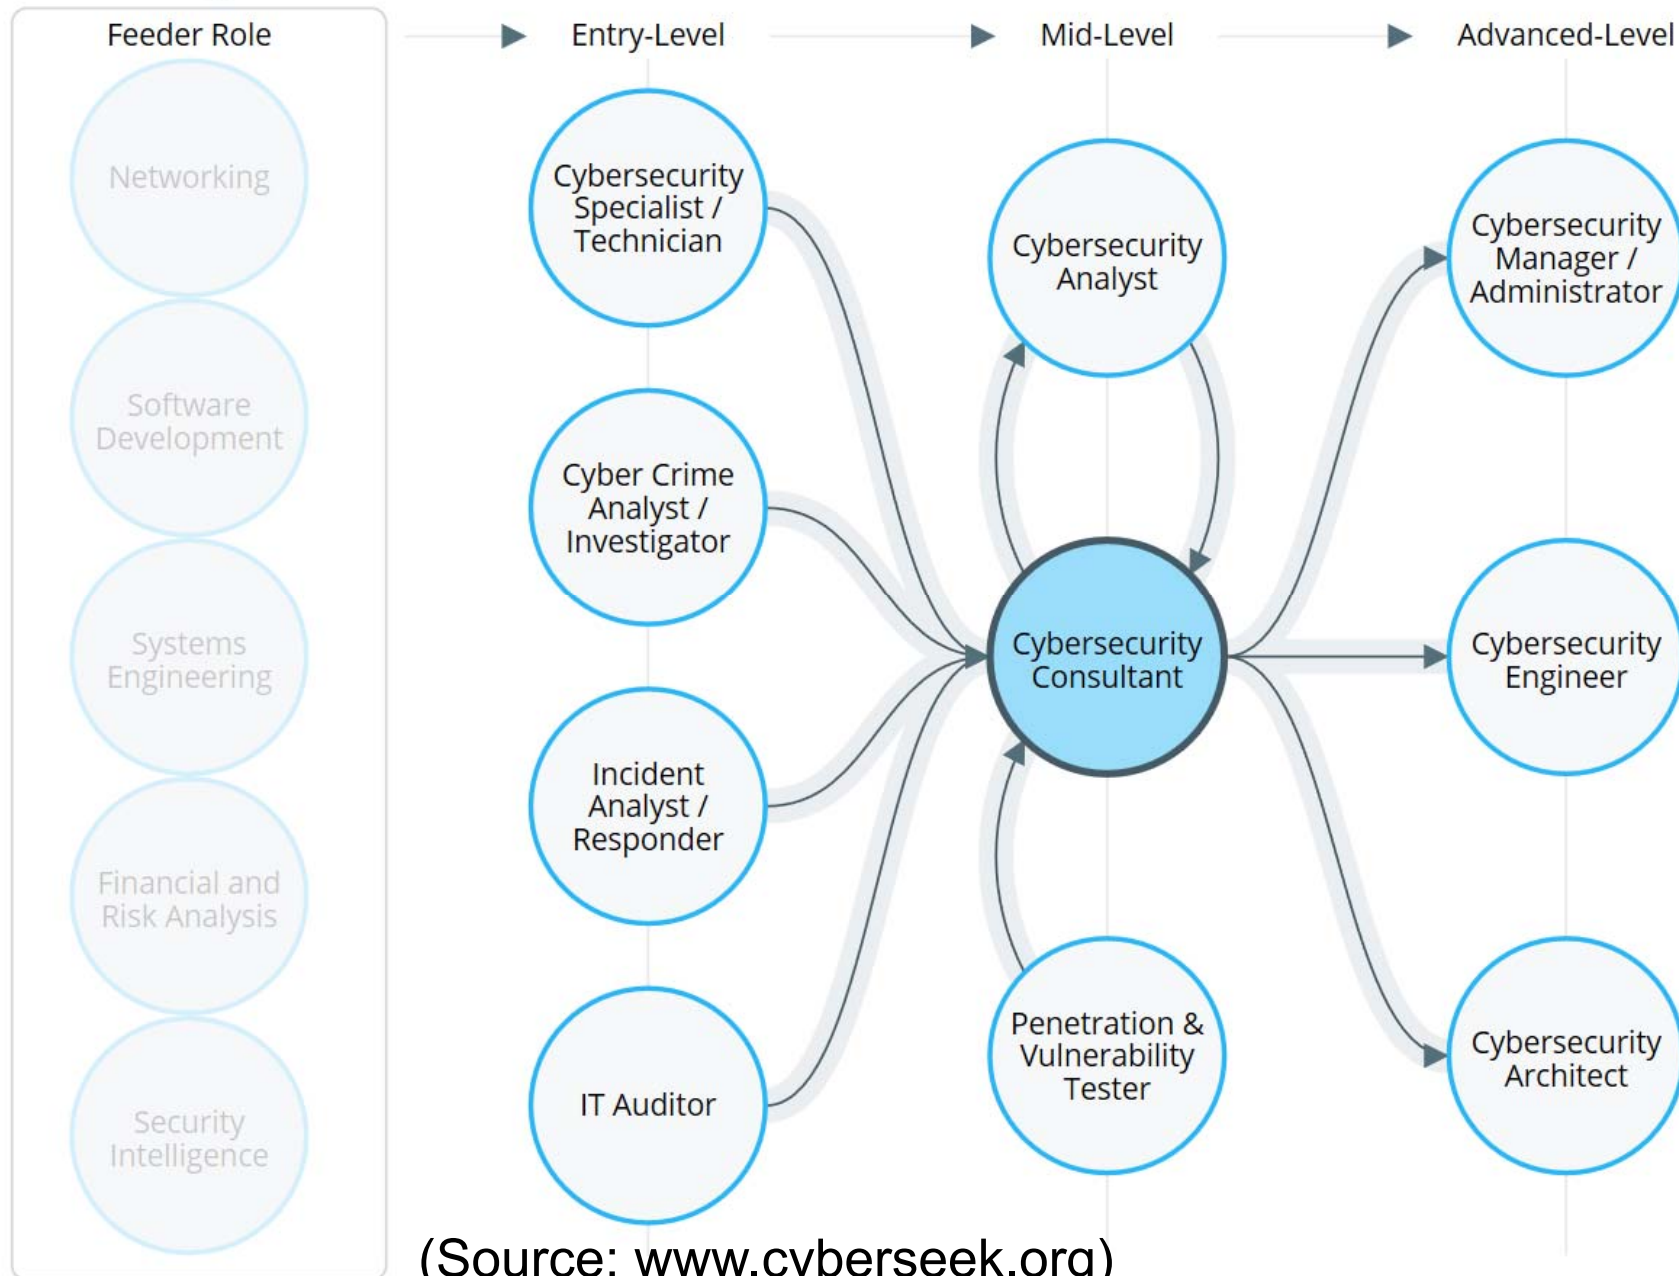 Feeder Role
Entry-Level
Mid-Level
Advanced-Level
Networking
Software
Development
Systems
Engineering
Financial and
Risk Analysis
Security
Intelligence
Cybersecurity
Specialist /
Technician
Cyber Crime
Analyst /
Investigator
Incident
Analyst /
Responder
IT Auditor
Cybersecurity
Analyst
Cybersecurity
Consultant
Penetration &
Vulnerability
Tester
Cybersecurity
Manager /
Administrator
Cybersecurity
Engineer
Cybersecurity
Architect
(Source: www.cyberseek.org)